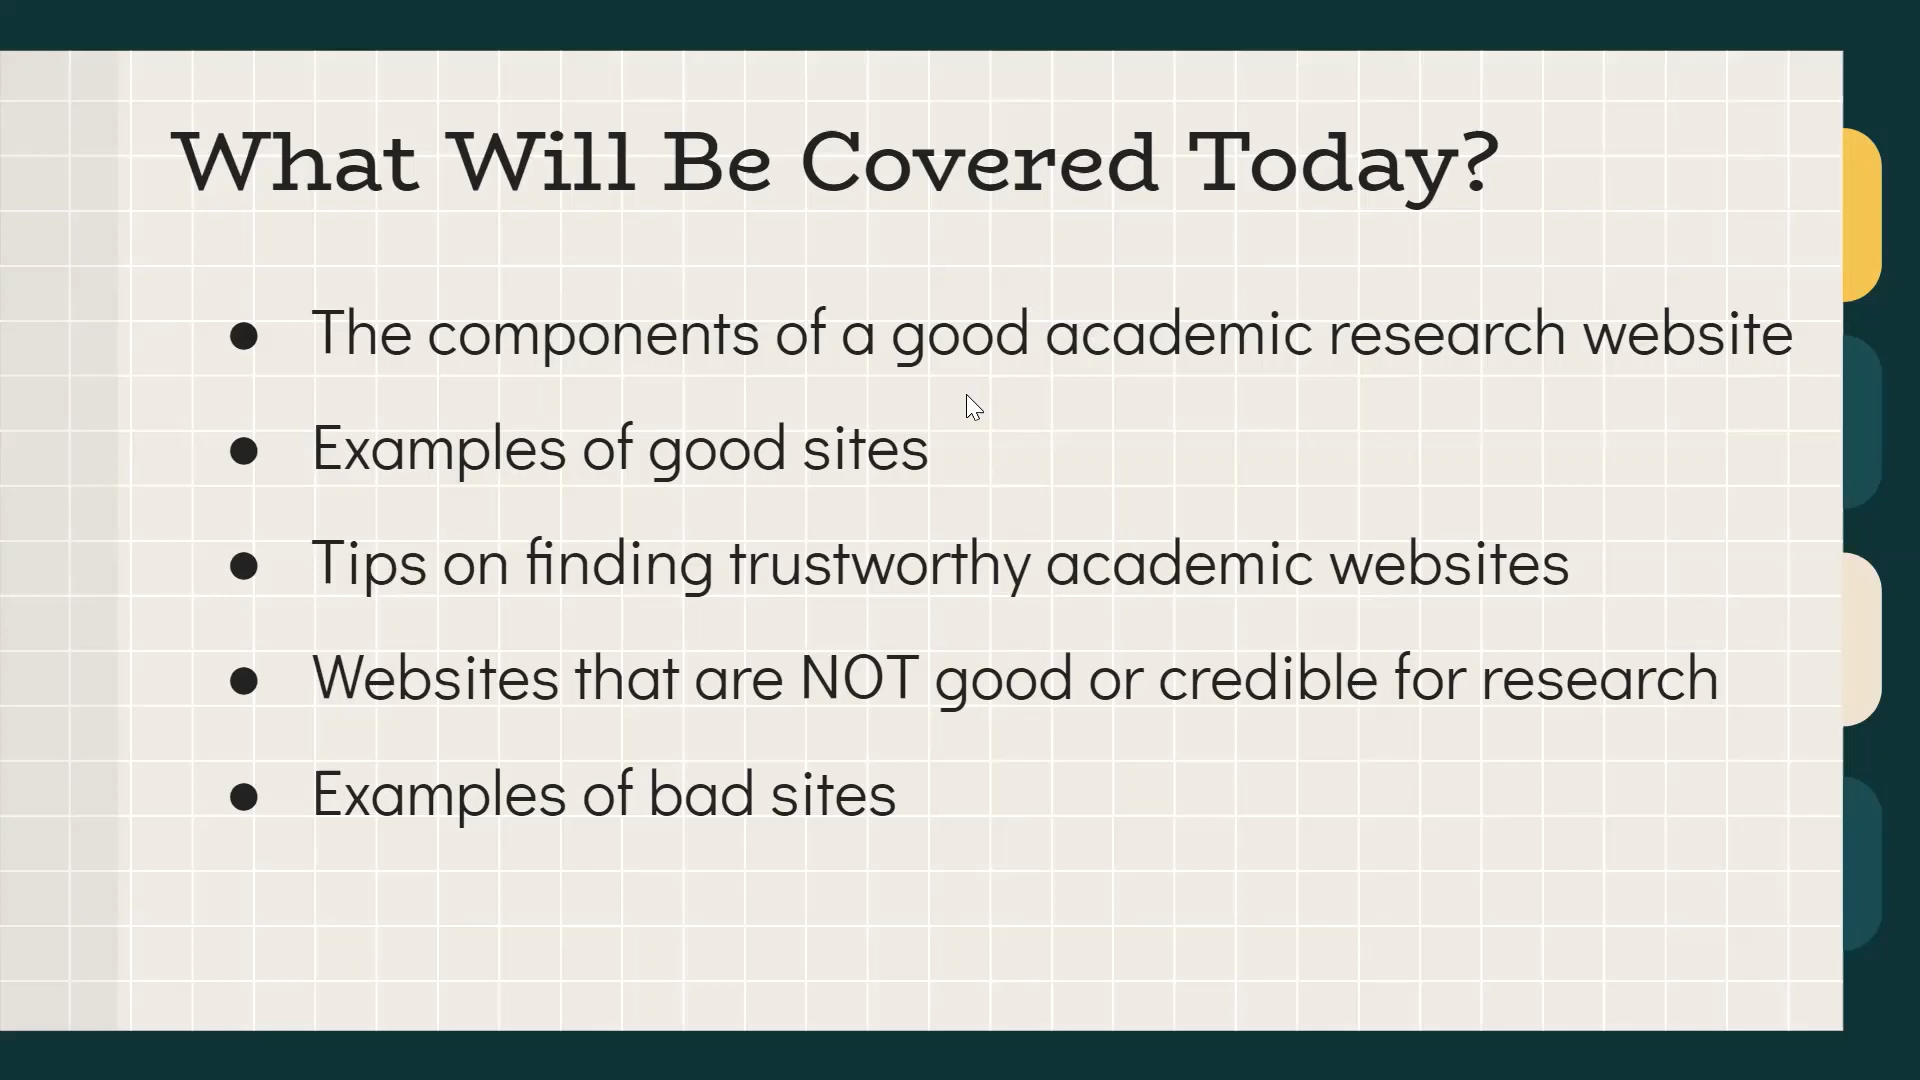 What Will Be Covered Today?
● The components of a good academic research website
● Examples of good sites
● Tips on finding trustworthy academic websites
● Websites that are NOT good or credible for research
● Examples of bad sites